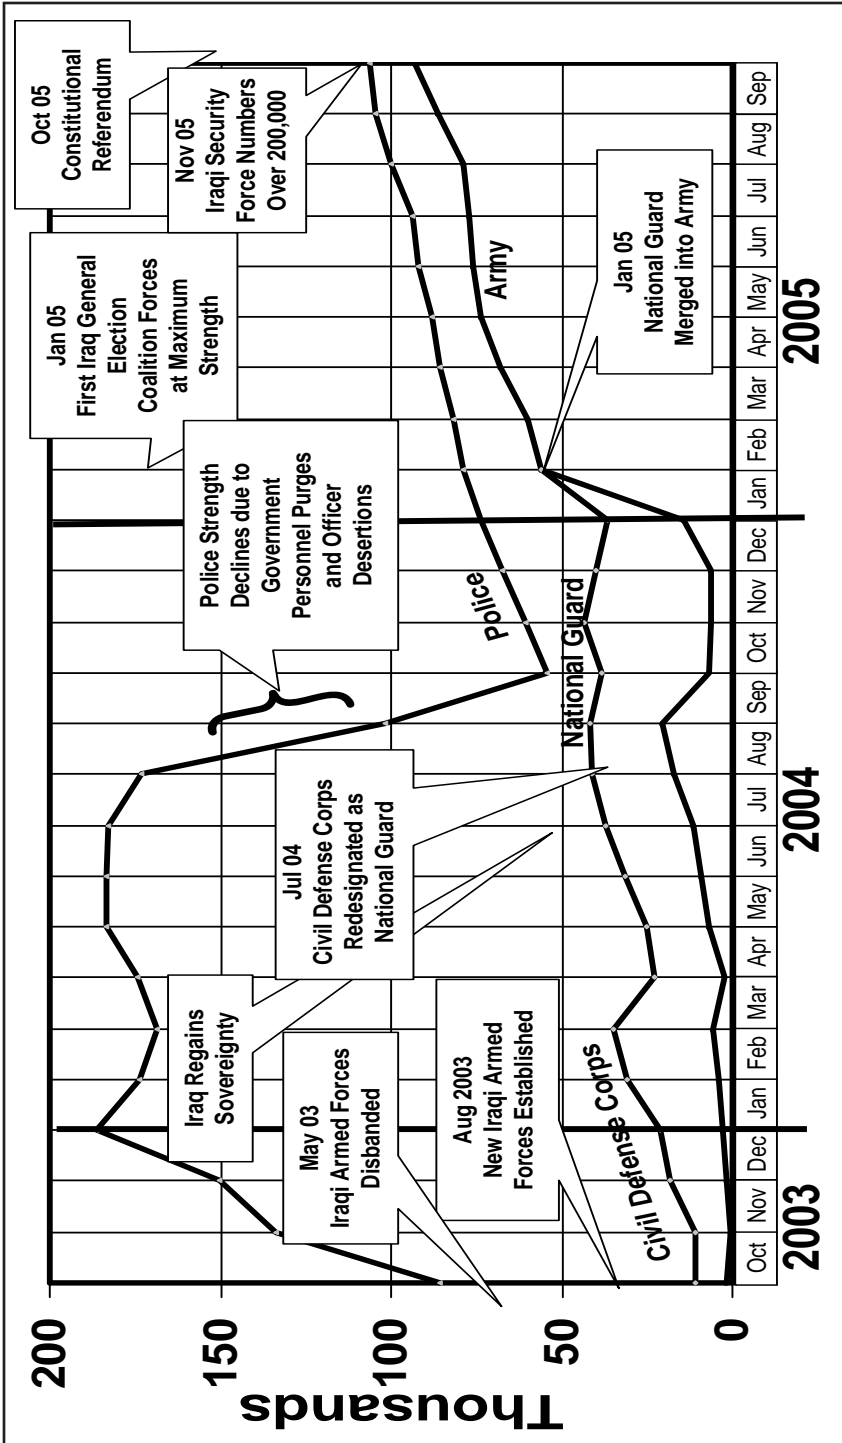 Oct 05
Constitutional
Referendum
Nov 05
Iraqi Security
Force Numbers
Over 200,000
Jan 05
First Iraq General
Election
Coalition Forces
at Maximum
Strength
Police Strength
Declines due to
Government
Personnel Purges
and Officer
Desertions
Iraq Regains
Sovereignty
Jul 04
Civil Defense Corps
Redesignated as
National Guard
May 03
Iraqi Armed Forces
Disbanded
Aug 2003
New Iraqi Armed
Forces Established
Jan 05
National Guard
Merged into Army
Police
Army
National Guard
Civil Defense Corps
Thousands
200
150
100
50
0
Oct Nov Dec Jan Feb Mar Apr May Jun Jul Aug Sep Oct Nov Dec Jan Feb Mar Apr May Jun Jul Aug Sep
2003 2004 2005